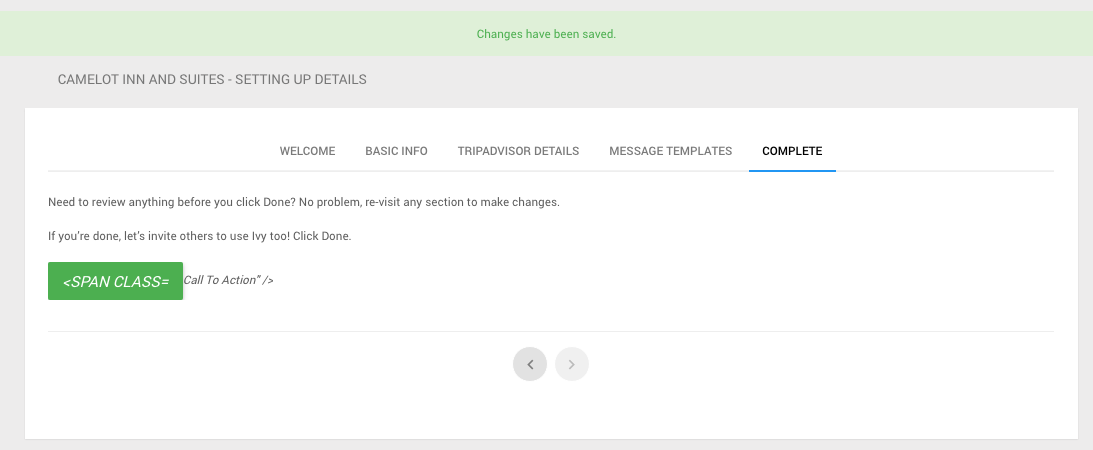 Changes have been saved.
CAMELOT INN AND SUITES - SETTING UP DETAILS
WELCOME BASIC INFO TRIPADVISOR DETAILS MESSAGE TEMPLATES COMPLETE
Need to review anything before you click Done? No problem, re-visit any section to make changes.
If you're done, let's invite others to use Ivy too! Click Done.
<SPAN CLASS= Call To Action" />